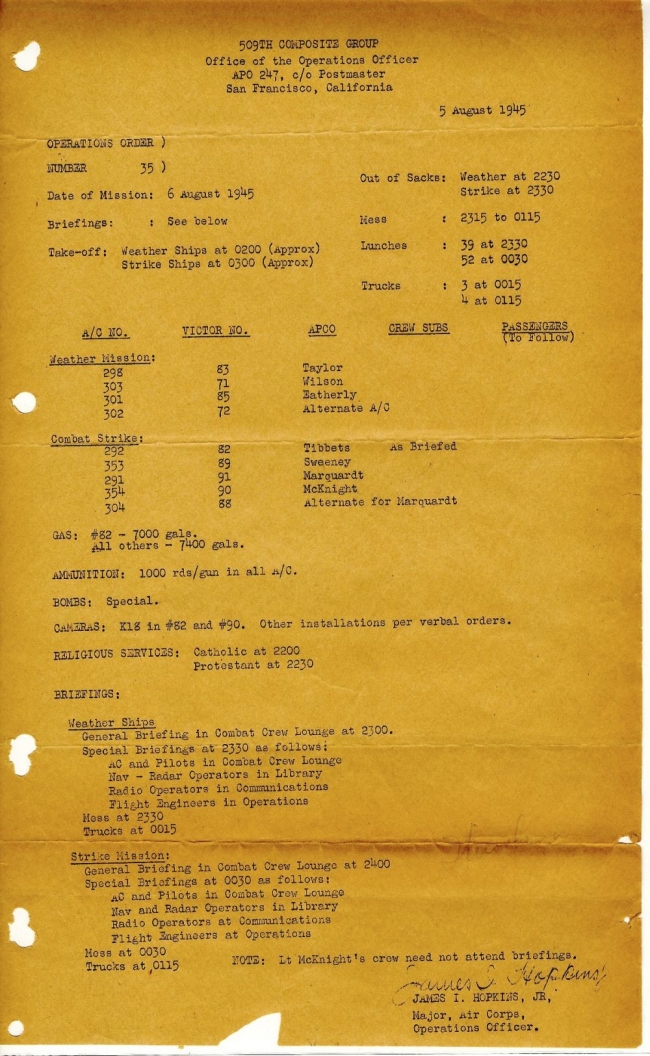 509TH COMPOSITE GROUP
Office of the Operations Officer
APO 247, c/o Postmaster
San Francisco, California
5 August 1945
OPERATIONS ORDER )
NUMBER 35 )
Date of Mission: 6 August 1945
Briefings: : See below
Take-off: Weather Ships at 0200 (Approx)
Strike Ships at 0300 (Approx)
Out of Sacks: Weather at 2230
Strike at 2330
Mess : 2315 to 0115
Lunches : 39 at 2330
52 at 0030
Trucks : 3 at 0015
4 at 0115
A/C NO. VICTOR NO. APCO CREW SUBS PASSENGERS
(To Follow)
Weather Mission:
298 83 Taylor
303 71 Wilson
301 85 Eatherly
302 72 Alternate A/C
Combat Strike:
292 82 Tibbets As Briefed
353 89 Sweeney
291 91 Marquardt
354 90 McKnight
304 88 Alternate for Marquardt
GAS: #82 - 7000 gals.
All others - 7400 gals.
AMMUNITION: 1000 rds/gun in all A/C.
BOMBS: Special.
CAMERAS: K18 in #82 and #90. Other installations per verbal orders.
RELIGIOUS SERVICES: Catholic at 2200
Protestant at 2230
BRIEFINGS:
Weather Ships
General Briefing in Combat Crew Lounge at 2300.
Special Briefings at 2330 as follows:
AC and Pilots in Combat Crew Lounge
Nav - Radar Operators in Library
Radio Operators in Communications
Flight Engineers in Operations
Mess at 2330
Trucks at 0015
Strike Mission:
General Briefing in Combat Crew Lounge at 2400
Special Briefings at 0030 as follows:
AC and Pilots in Combat Crew Lounge
Nav and Radar Operators in Library
Radio Operators at Communications
Flight Engineers at Operations
Mess at 0030
Trucks at 0115
NOTE: Lt McKnight's crew need not attend briefings.
James I. Hopkins
JAMES I. HOPKINS, JR,
Major, Air Corps,
Operations Officer.